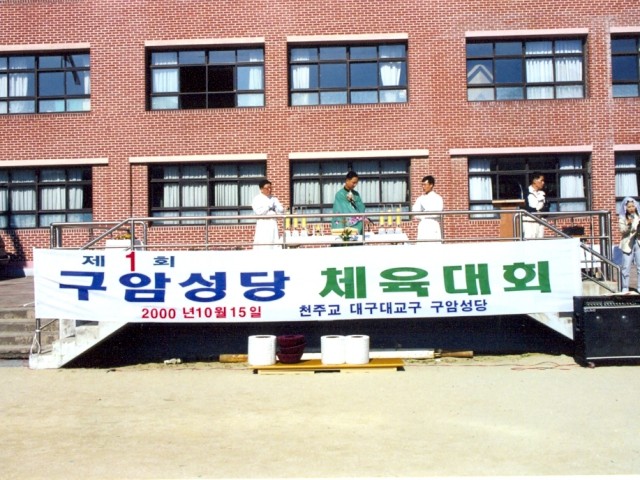 제 1 회
구암성당 체육대회
2000 년10월15일 천주교 대구대교구 구암성당